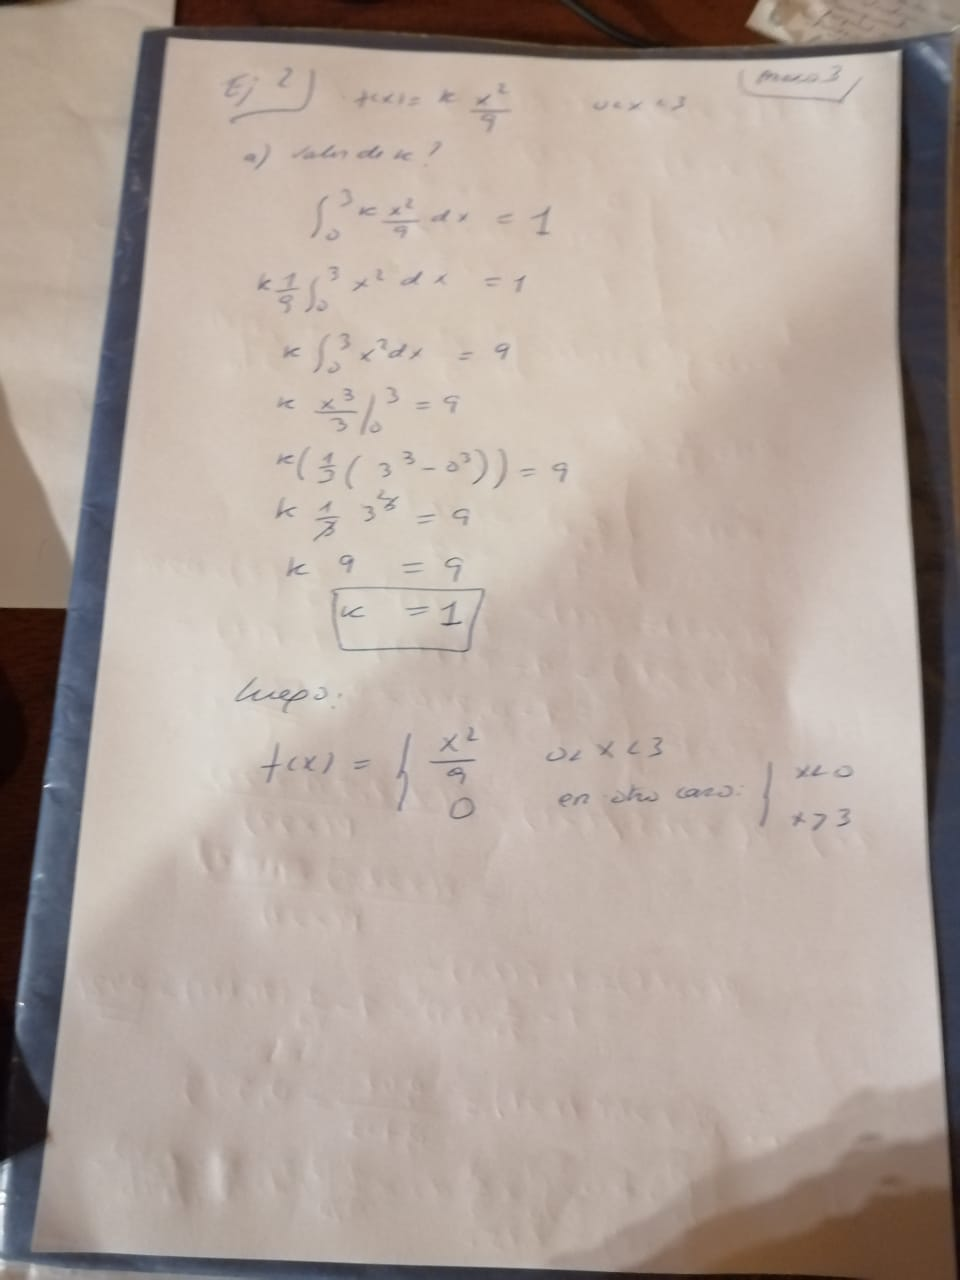 Ej 2
f(x) = k x²/9 0 < x < 3
a) Valor de k?
∫₀³ k x²/9 dx = 1
k 1/9 ∫₀³ x² dx = 1
k ∫₀³ x² dx = 9
k x³/3 |₀³ = 9
k(1/3(3³ - 0³)) = 9
k 1/3 3² = 9
k 9 = 9
k = 1
luego:
f(x) = { x²/9 0 < x < 3
0 en otro caso: { x < 0
x > 3